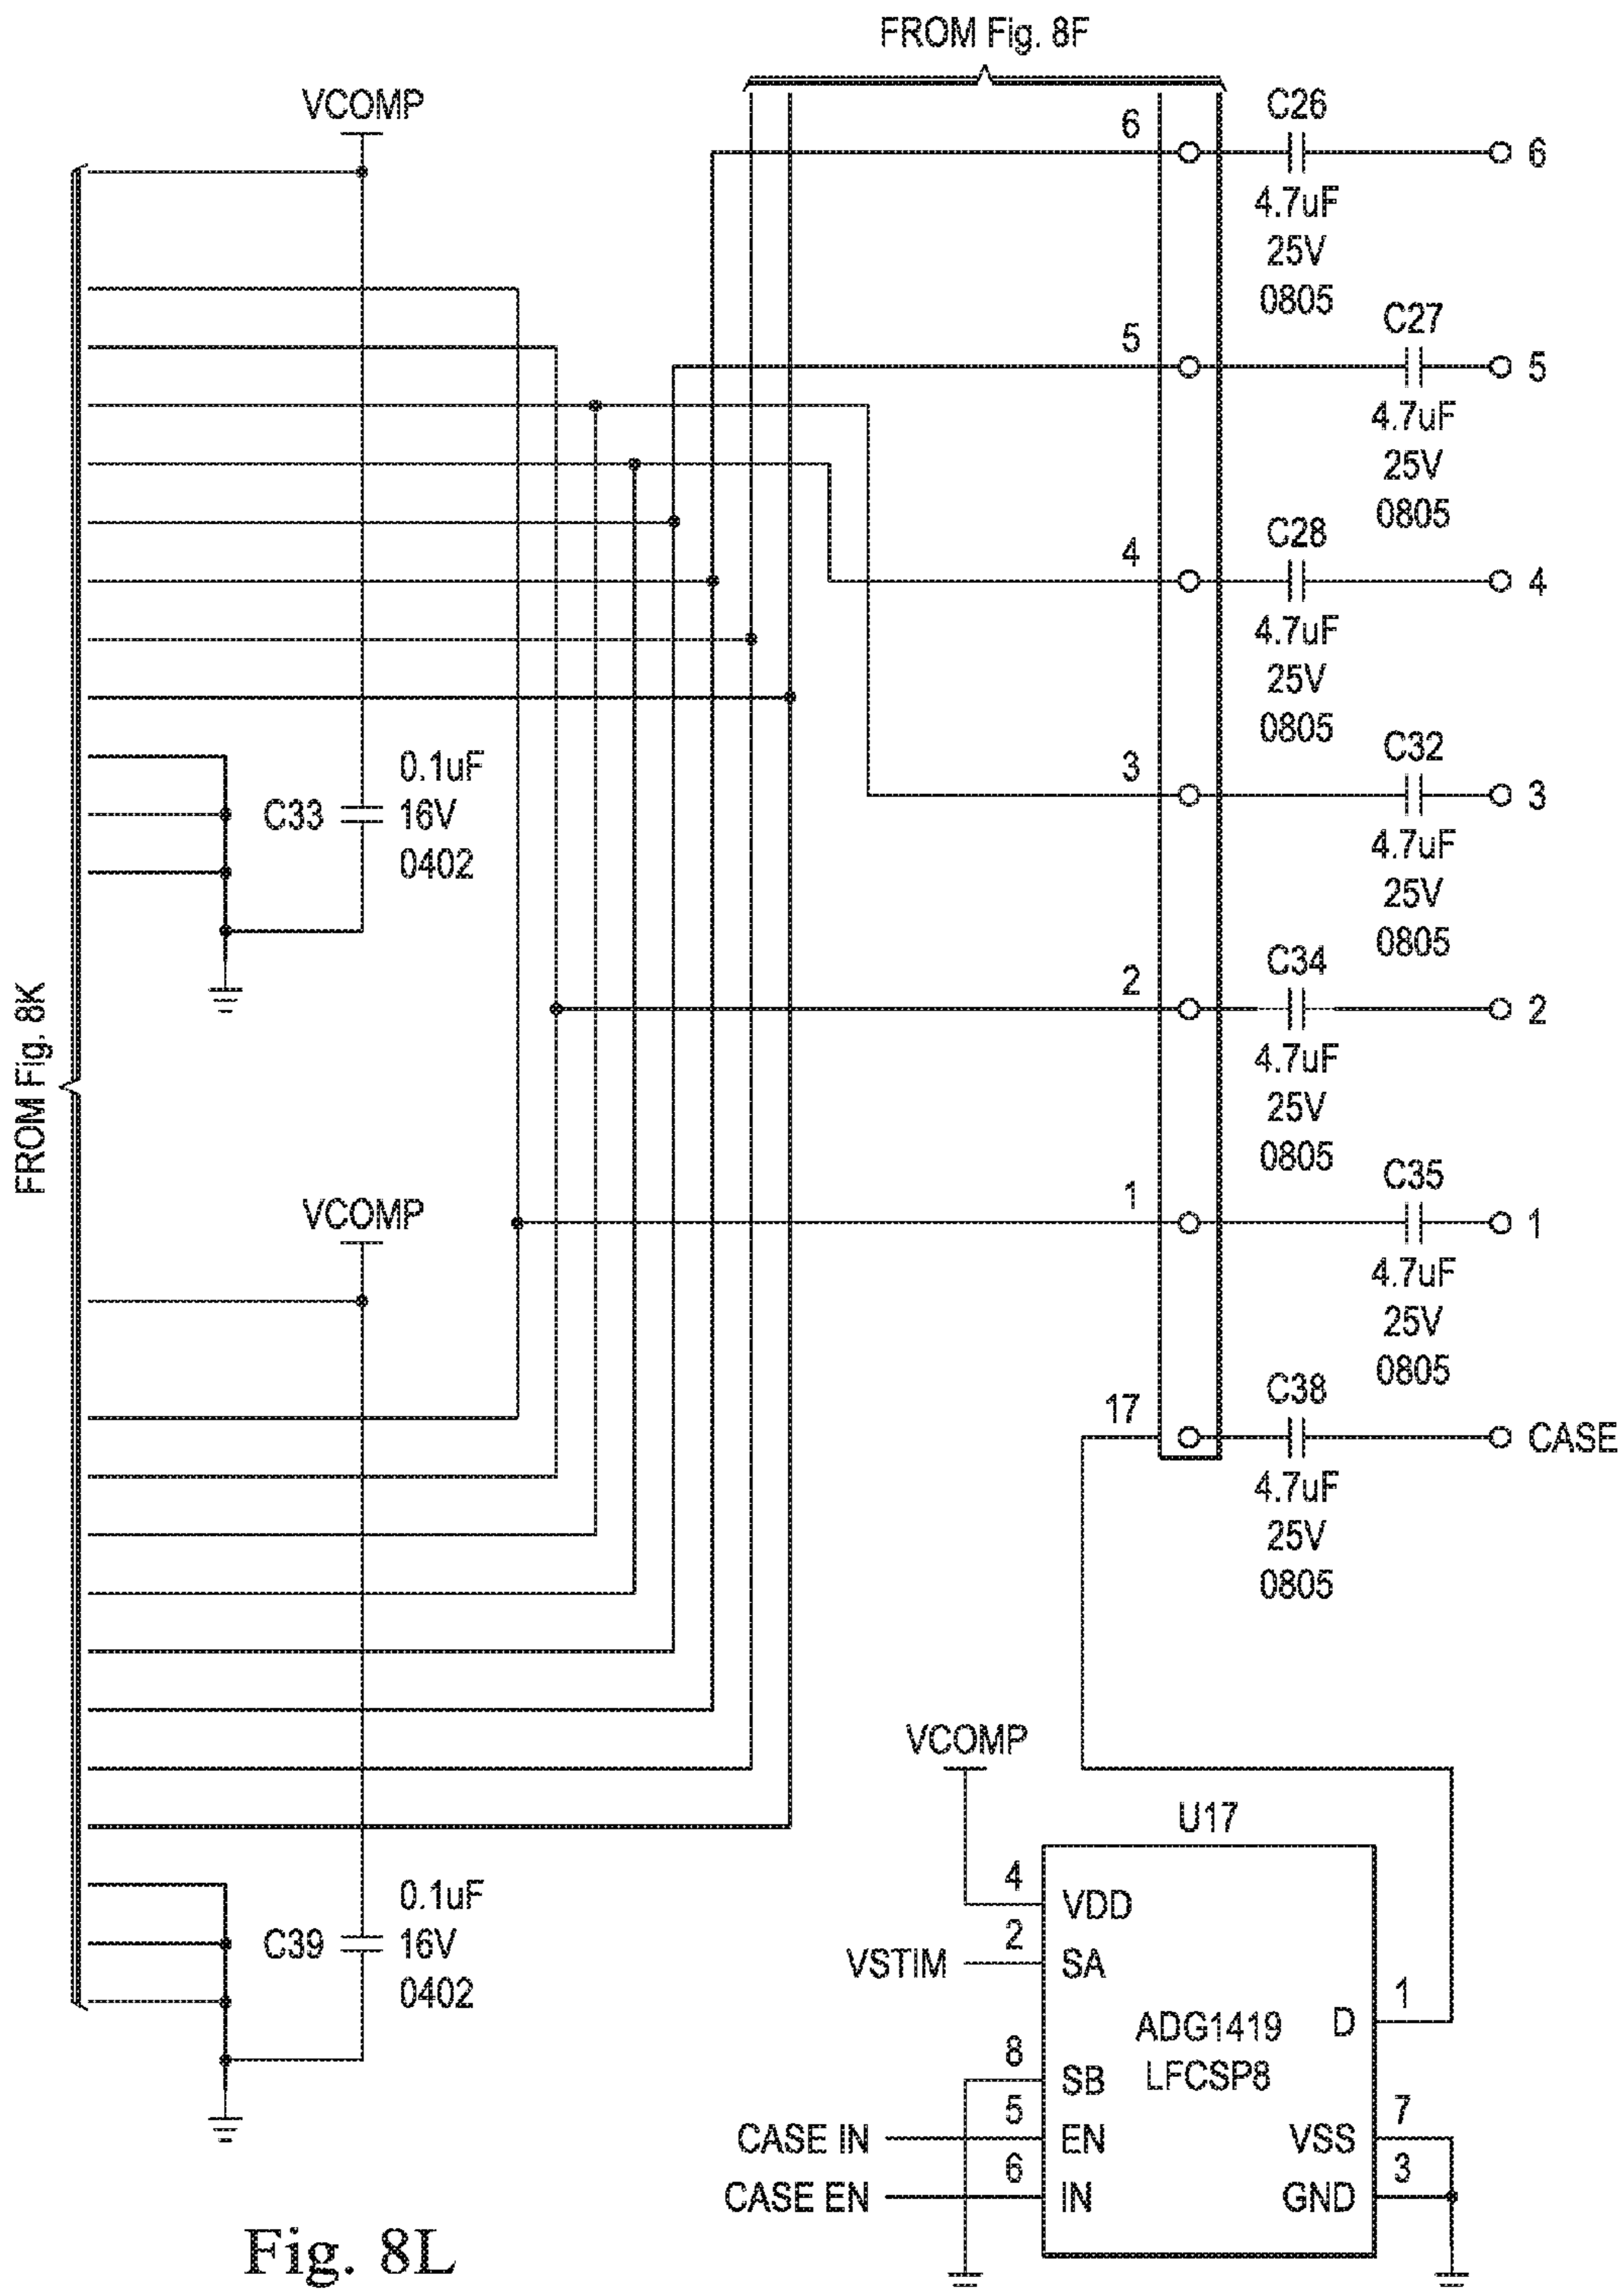 FROM Fig. 8F
VCOMP
6
C26
6
4.7uF
25V
0805
5
C27
5
4.7uF
25V
0805
4
C28
4
4.7uF
25V
0805
3
C32
3
4.7uF
25V
0805
C33
0.1uF
16V
0402
FROM Fig. 8K
2
C34
2
4.7uF
25V
0805
VCOMP
1
C35
1
4.7uF
25V
0805
17
C38
CASE
4.7uF
25V
0805
VCOMP
U17
4
VDD
2
VSTIM
SA
C39
0.1uF
16V
0402
ADG1419
LFCSP8
D
1
8
SB
5
CASE IN
EN
6
CASE EN
IN
VSS
7
GND
3
Fig. 8L